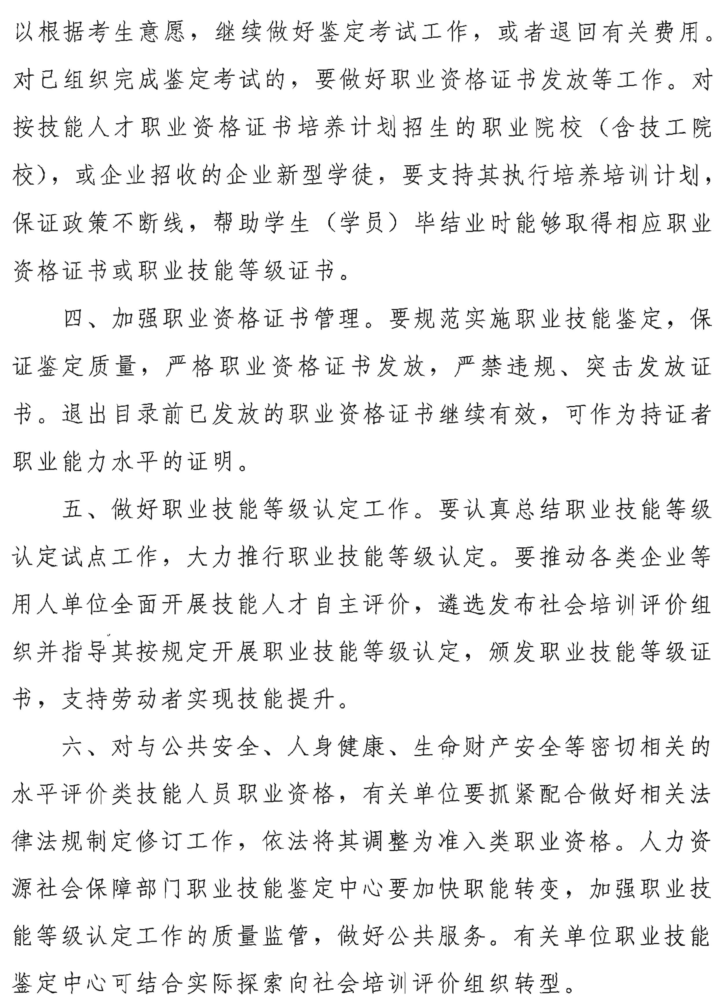 以根据考生意愿，继续做好鉴定考试工作，或者退回有关费用。
对已组织完成鉴定考试的，要做好职业资格证书发放等工作。对
按技能人才职业资格证书培养计划招生的职业院校（含技工院
校），或企业招收的企业新型学徒，要支持其执行培养培训计划，
保证政策不断线，帮助学生（学员）毕结业时能够取得相应职业
资格证书或职业技能等级证书。
四、加强职业资格证书管理。要规范实施职业技能鉴定，保
证鉴定质量，严格职业资格证书发放，严禁违规、突击发放证
书。退出目录前已发放的职业资格证书继续有效，可作为持证者
职业能力水平的证明。
五、做好职业技能等级认定工作。要认真总结职业技能等级
认定试点工作，大力推行职业技能等级认定。要推动各类企业等
用人单位全面开展技能人才自主评价，遴选发布社会培训评价组
织并指导其按规定开展职业技能等级认定，颁发职业技能等级证
书，支持劳动者实现技能提升。
六、对与公共安全、人身健康、生命财产安全等密切相关的
水平评价类技能人员职业资格，有关单位要抓紧配合做好相关法
律法规制定修订工作，依法将其调整为准入类职业资格。人力资
源社会保障部门职业技能鉴定中心要加快职能转变，加强职业技
能等级认定工作的质量监管，做好公共服务。有关单位职业技能
鉴定中心可结合实际探索向社会培训评价组织转型。